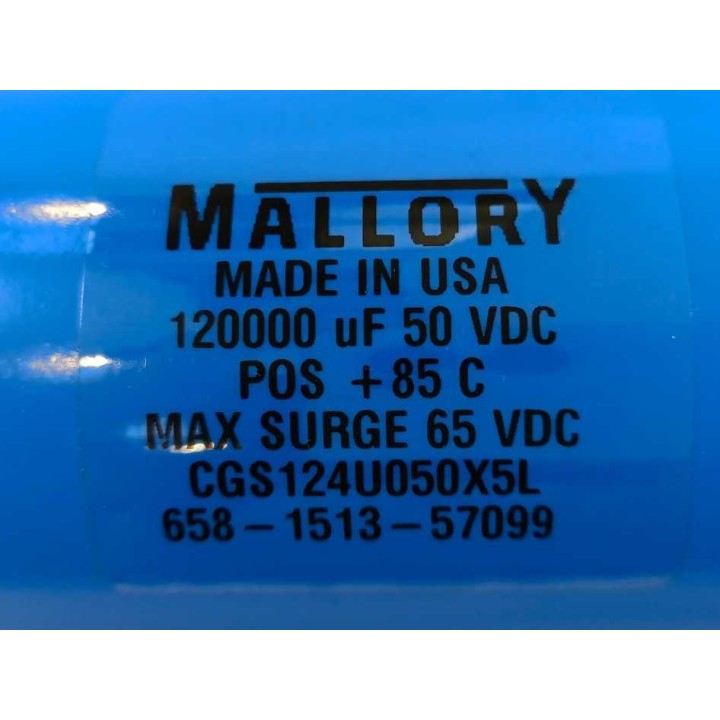 MALLORY
MADE IN USA
120000 uF 50 VDC
POS +85 C
MAX SURGE 65 VDC
CGS124U050X5L
658-1513-57099